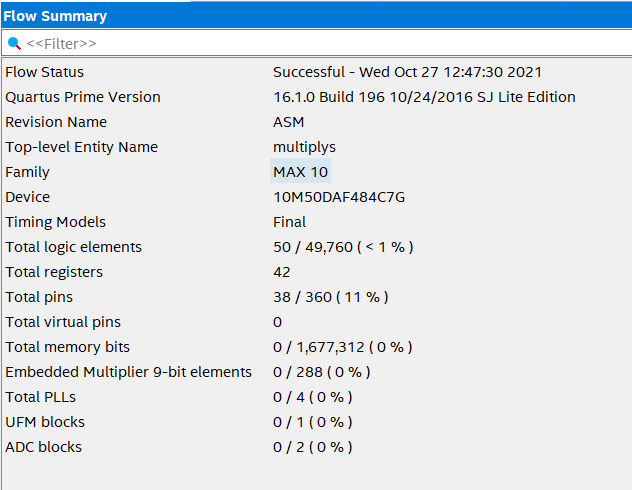 Flow Summary
<<Filter>>
Flow Status Successful - Wed Oct 27 12:47:30 2021
Quartus Prime Version 16.1.0 Build 196 10/24/2016 SJ Lite Edition
Revision Name ASM
Top-level Entity Name multiplys
Family MAX 10
Device 10M50DAF484C7G
Timing Models Final
Total logic elements 50 / 49,760 ( < 1 % )
Total registers 42
Total pins 38 / 360 ( 11 % )
Total virtual pins 0
Total memory bits 0 / 1,677,312 ( 0 % )
Embedded Multiplier 9-bit elements 0 / 288 ( 0 % )
Total PLLs 0 / 4 ( 0 % )
UFM blocks 0 / 1 ( 0 % )
ADC blocks 0 / 2 ( 0 % )